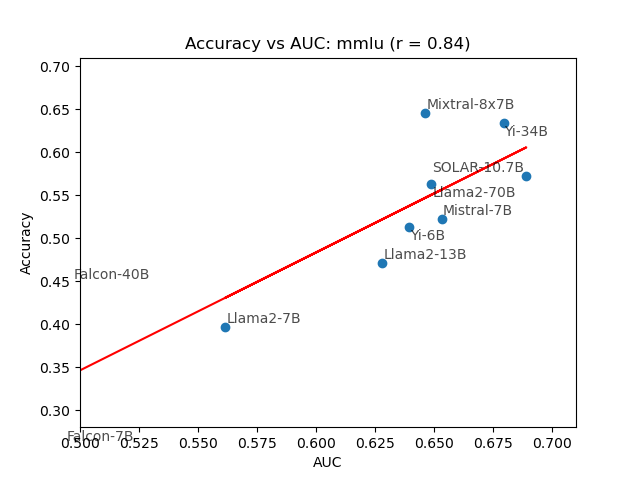 Accuracy vs AUC: mmlu (r = 0.84)
0.70
0.65
0.60
0.55
0.50
0.45
0.40
0.35
0.30
Accuracy
Mixtral-8x7B
Yi-34B
SOLAR-10.7B
Llama2-70B
Mistral-7B
Yi-6B
Llama2-13B
Falcon-40B
Llama2-7B
Falcon-7B
0.500 0.525 0.550 0.575 0.600 0.625 0.650 0.675 0.700
AUC